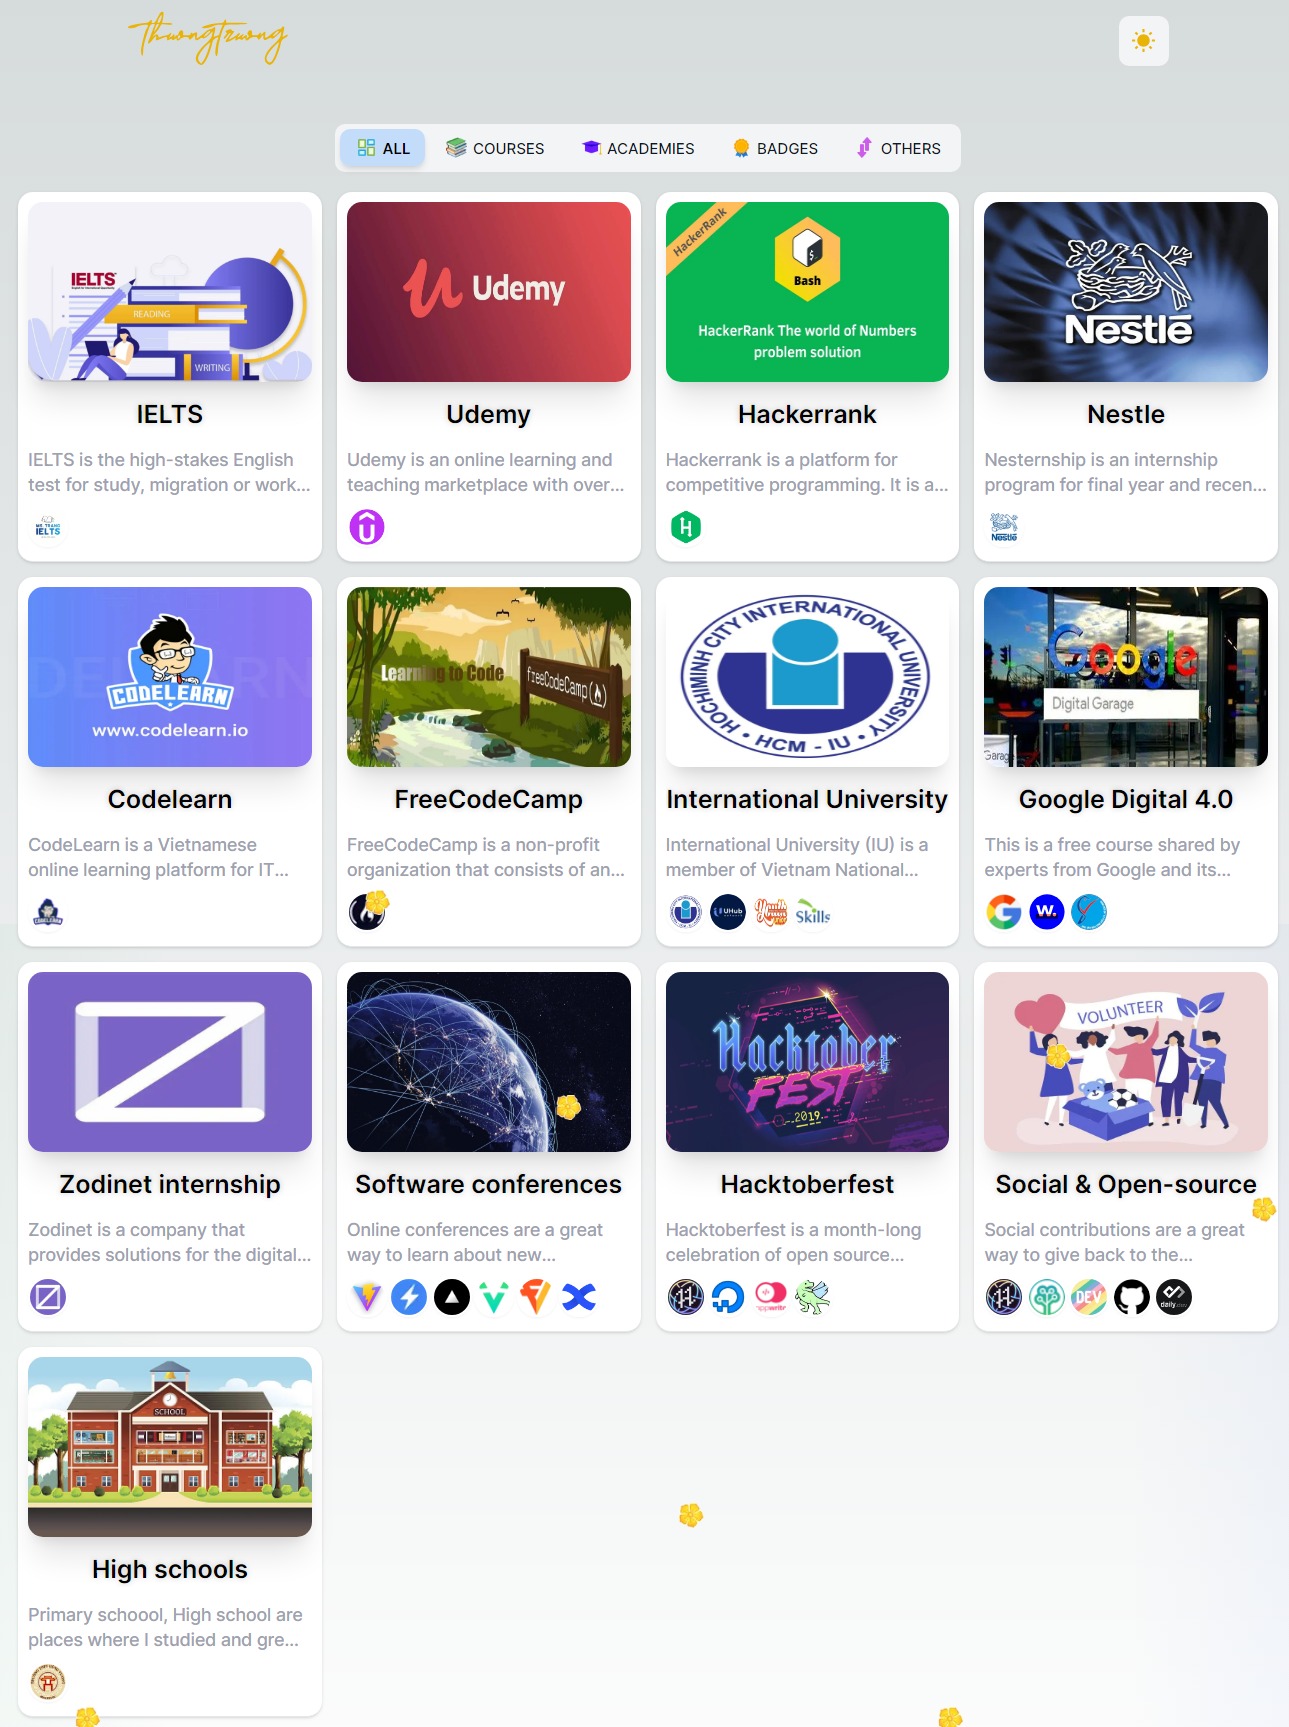 Thuongtruong
ALL
COURSES
ACADEMIES
BADGES
OTHERS
IELTS
READING
WRITING
IELTS
IELTS is the high-stakes English
test for study, migration or work...
IELTS
Udemy
Udemy
Udemy is an online learning and
teaching marketplace with over...
HackerRank
Bash
HackerRank The world of Numbers
problem solution
Hackerrank
Hackerrank is a platform for
competitive programming. It is a...
Nestlé
Nestle
Nesternship is an internship
program for final year and recen...
Nestlé
CODELEARN
www.codelearn.io
Codelearn
CodeLearn is a Vietnamese
online learning platform for IT...
CODELEARN
Learning to Code
freeCodeCamp
FreeCodeCamp
FreeCodeCamp is a non-profit
organization that consists of an...
HOCHIMINH CITY INTERNATIONAL UNIVERSITY
HCM - IU
International University
International University (IU) is a
member of Vietnam National...
UHub
Skills
Google
Digital Garage
Garage
Google Digital 4.0
This is a free course shared by
experts from Google and its...
W.
Zodinet internship
Zodinet is a company that
provides solutions for the digital...
Software conferences
Online conferences are a great
way to learn about new...
Hacktober
FEST
2019
Hacktoberfest
Hacktoberfest is a month-long
celebration of open source...
appwrite
VOLUNTEER
Social & Open-source
Social contributions are a great
way to give back to the...
DEV
daily.dev
SCHOOL
High schools
Primary schoool, High school are
places where I studied and gre...